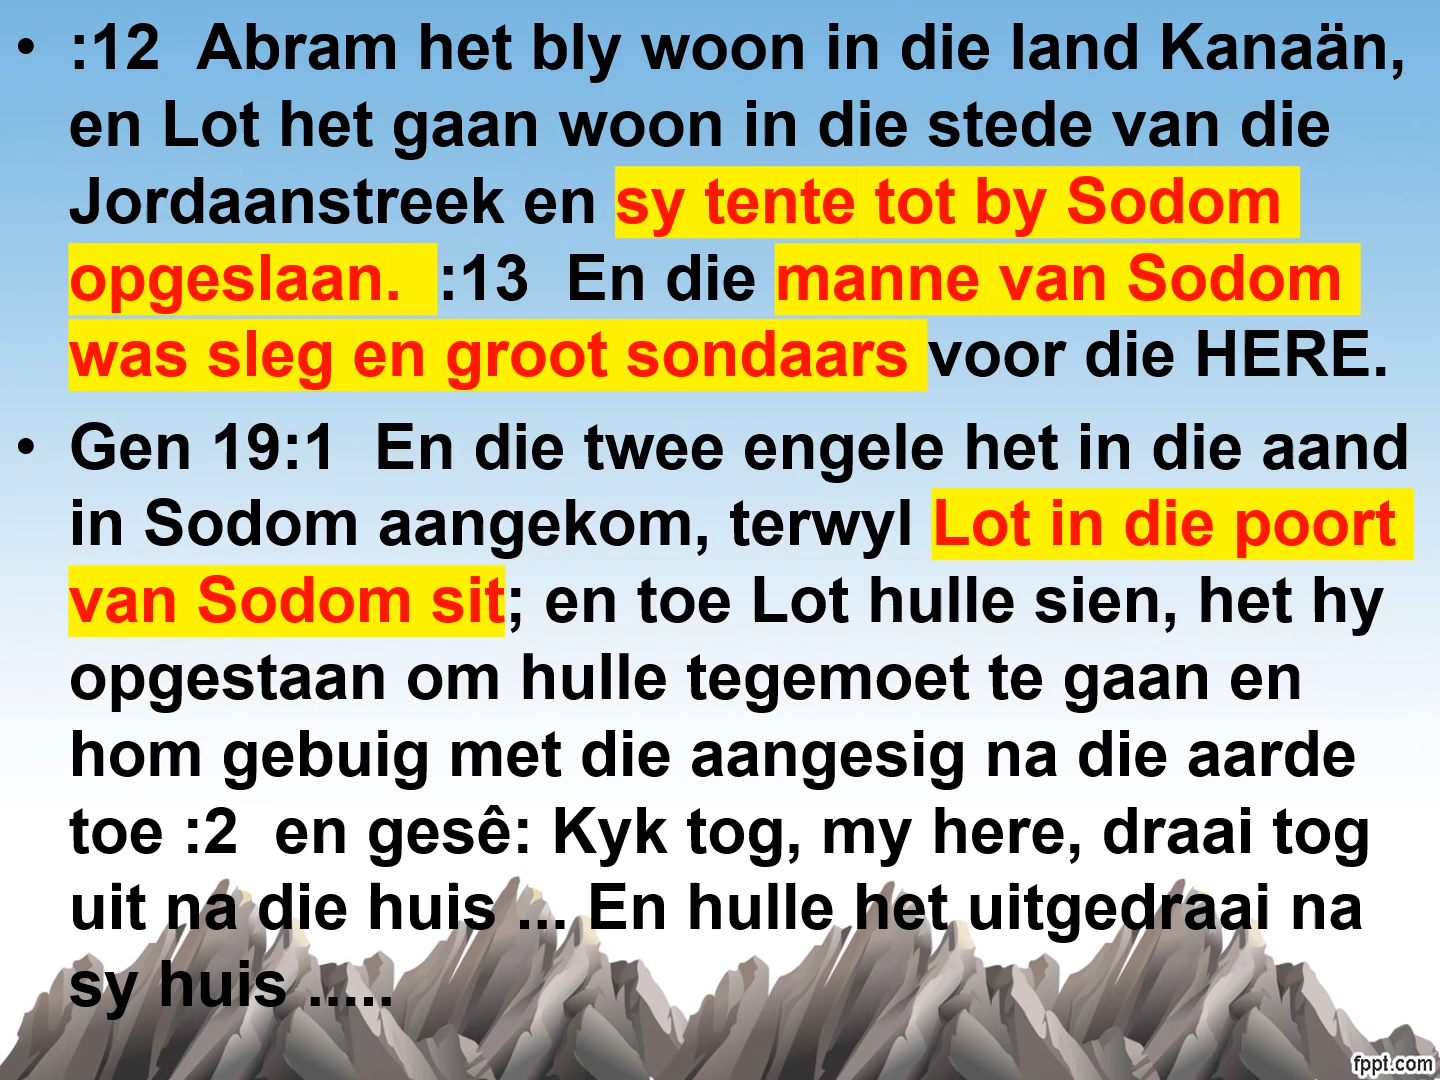 • :12  Abram het bly woon in die land Kanaän,
en Lot het gaan woon in die stede van die
Jordaanstreek en sy tente tot by Sodom
opgeslaan.  :13  En die manne van Sodom
was sleg en groot sondaars voor die HERE.
• Gen 19:1  En die twee engele het in die aand
in Sodom aangekom, terwyl Lot in die poort
van Sodom sit; en toe Lot hulle sien, het hy
opgestaan om hulle tegemoet te gaan en
hom gebuig met die aangesig na die aarde
toe :2  en gesê: Kyk tog, my here, draai tog
uit na die huis ... En hulle het uitgedraai na
sy huis .....
fppt.com